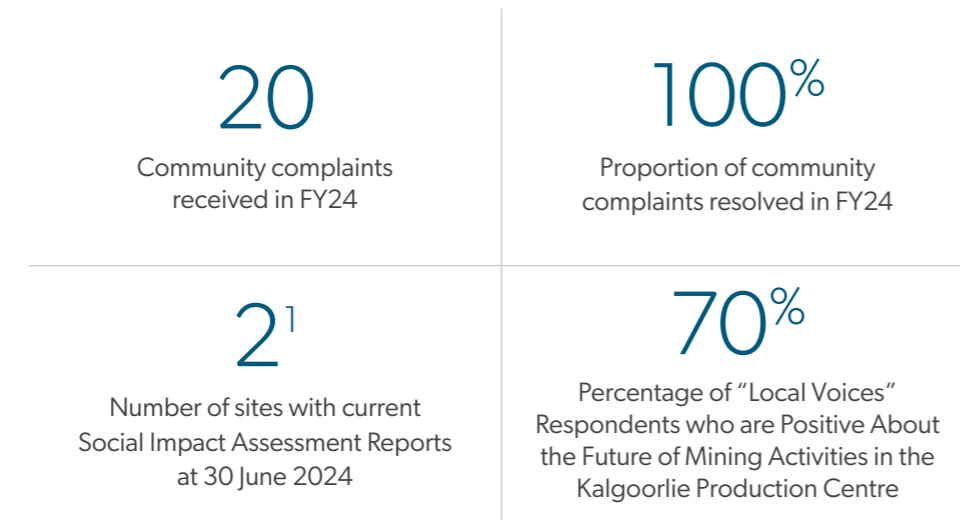 20
Community complaints
received in FY24
100%
Proportion of community
complaints resolved in FY24
2¹
Number of sites with current
Social Impact Assessment Reports
at 30 June 2024
70%
Percentage of “Local Voices”
Respondents who are Positive About
the Future of Mining Activities in the
Kalgoorlie Production Centre